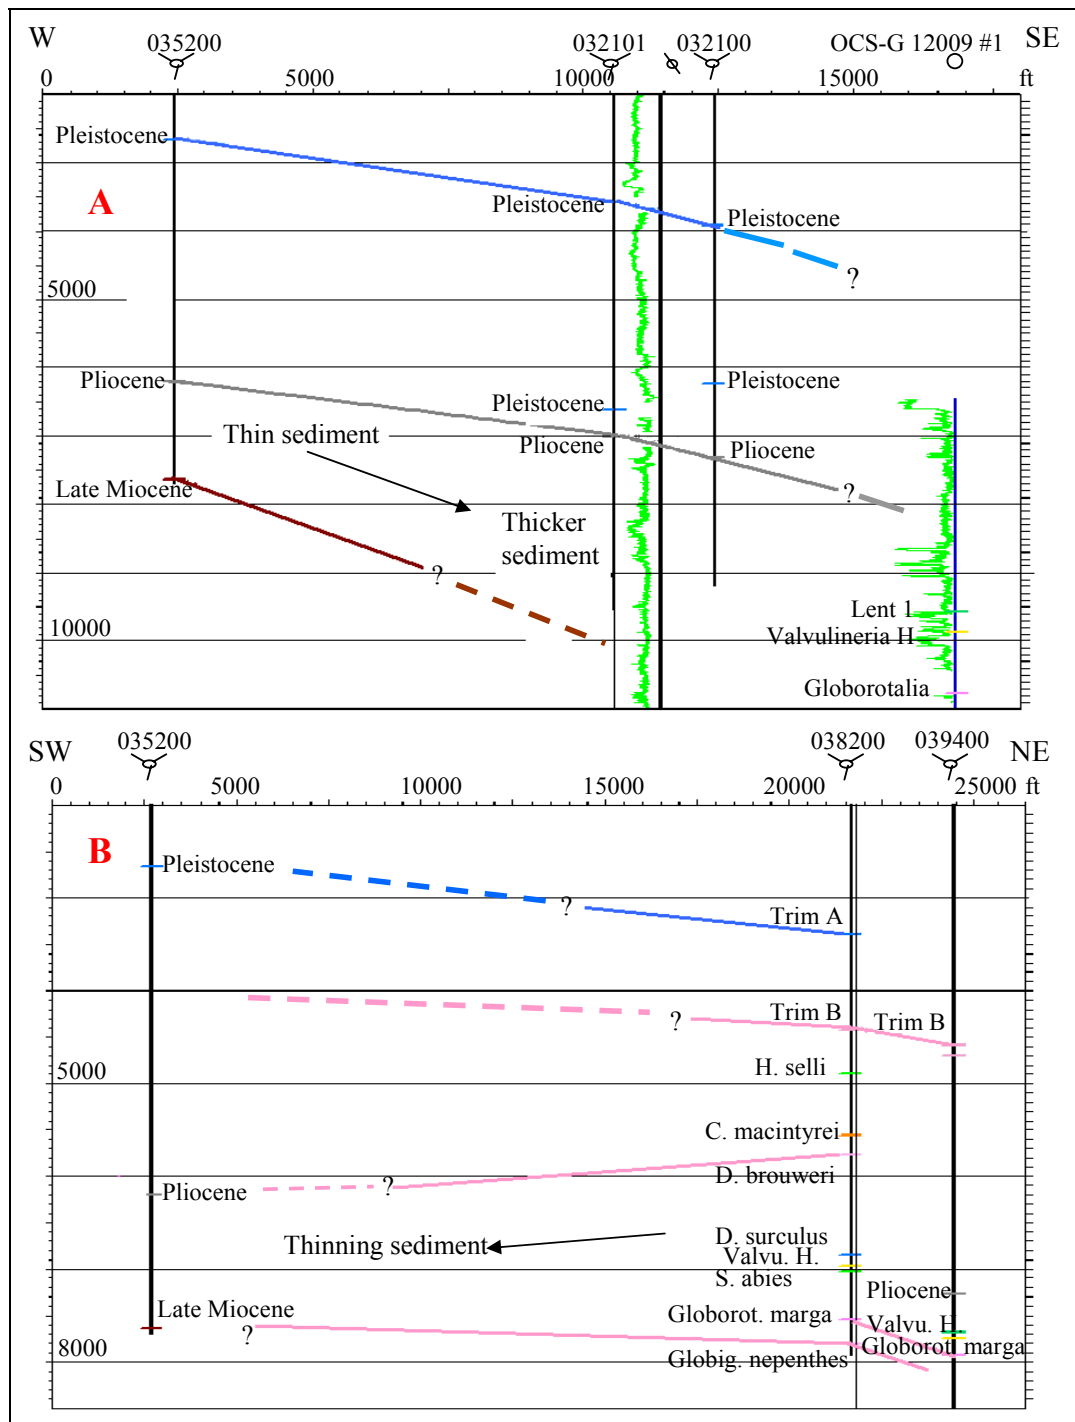 W
035200
032101
032100
OCS-G 12009 #1
SE
0
5000
10000
15000
ft
Pleistocene
A
Pleistocene
Pleistocene
?
5000
Pliocene
Pleistocene
Pleistocene
Thin sediment
Pliocene
Pliocene
Late Miocene
?
Thicker
sediment
?
Lent 1
10000
Valvulineria H
Globorotalia
SW
035200
038200
039400
NE
0
5000
10000
15000
20000
25000
ft
B
Pleistocene
?
Trim A
?
Trim B
Trim B
5000
H. selli
C. macintyrei
D. brouweri
Pliocene
?
Thinning sediment
D. surculus
Valvu. H.
S. abies
Pliocene
Late Miocene
?
Globorot. marga
Valvu. H.
Globorot. marga
8000
Globig. nepenthes